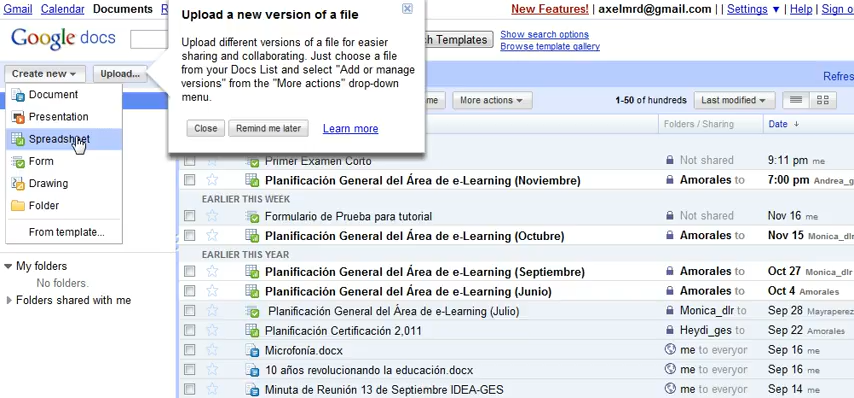 Gmail Calendar Documents
New Features! | axelmrd@gmail.com | | Settings ▼ | Help | Sign o
Google docs
ch Templates
Show search options
Browse template gallery
Upload a new version of a file
Upload different versions of a file for easier
sharing and collaborating. Just choose a file
from your Docs List and select "Add or manage
versions" from the "More actions" drop-down
menu.
Close Remind me later Learn more
Create new ▼ Upload...
Refres
Document
Presentation
Spreadsheet
Form
Drawing
Folder
From template...
My folders
No folders.
Folders shared with me
me More actions ▼ 1-50 of hundreds Last modified ▼
Folders / Sharing Date
Primer Examen Corto Not shared 9:11 pm me
Planificación General del Área de e-Learning (Noviembre) Amorales to 7:00 pm Andrea_g
EARLIER THIS WEEK
Formulario de Prueba para tutorial Not shared Nov 16 me
Planificación General del Área de e-Learning (Octubre) Amorales to Nov 15 Monica_dl
EARLIER THIS YEAR
Planificación General del Área de e-Learning (Septiembre) Amorales to Oct 27 Monica_dlr
Planificación General del Área de e-Learning (Junio) Amorales to Oct 4 Amorales
Planificación General del Área de e-Learning (Julio) Monica_dlr to Sep 28 Mayraperez
Planificación Certificación 2,011 Heydi_ges to Sep 22 Amorales
Microfonía.docx me to everyor Sep 16 me
10 años revolucionando la educación.docx me to everyor Sep 16 me
Minuta de Reunión 13 de Septiembre IDEA-GES me to everyor Sep 14 me